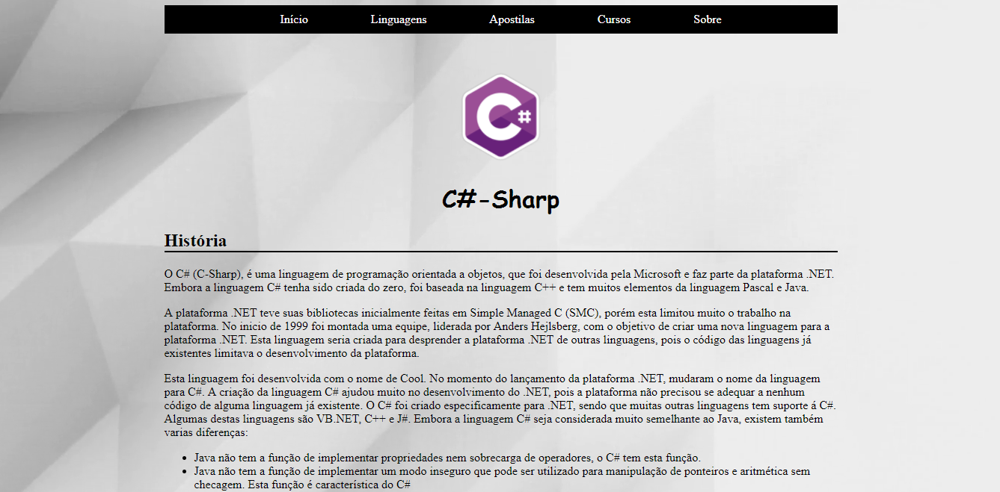 Início Linguagens Apostilas Cursos Sobre
C#
C#-Sharp
História
O C# (C-Sharp), é uma linguagem de programação orientada a objetos, que foi desenvolvida pela Microsoft e faz parte da plataforma .NET.
Embora a linguagem C# tenha sido criada do zero, foi baseada na linguagem C++ e tem muitos elementos da linguagem Pascal e Java.
A plataforma .NET teve suas bibliotecas inicialmente feitas em Simple Managed C (SMC), porém esta limitou muito o trabalho na
plataforma. No inicio de 1999 foi montada uma equipe, liderada por Anders Hejlsberg, com o objetivo de criar uma nova linguagem para a
plataforma .NET. Esta linguagem seria criada para desprender a plataforma .NET de outras linguagens, pois o código das linguagens já
existentes limitava o desenvolvimento da plataforma.
Esta linguagem foi desenvolvida com o nome de Cool. No momento do lançamento da plataforma .NET, mudaram o nome da linguagem
para C#. A criação da linguagem C# ajudou muito no desenvolvimento do .NET, pois a plataforma não precisou se adequar a nenhum
código de alguma linguagem já existente. O C# foi criado especificamente para .NET, sendo que muitas outras linguagens tem suporte á C#.
Algumas destas linguagens são VB.NET, C++ e J#. Embora a linguagem C# seja considerada muito semelhante ao Java, existem também
varias diferenças:
• Java não tem a função de implementar propriedades nem sobrecarga de operadores, o C# tem esta função.
• Java não tem a função de implementar um modo inseguro que pode ser utilizado para manipulação de ponteiros e aritmética sem
checagem. Esta função é característica do C#